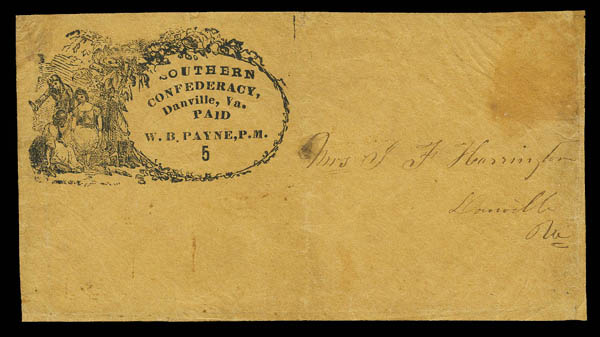 SOUTHERN
CONFEDERACY,
Danville, Va.
PAID
W. B. PAYNE, P.M.
5
Mrs F Harrington
Danville
Va